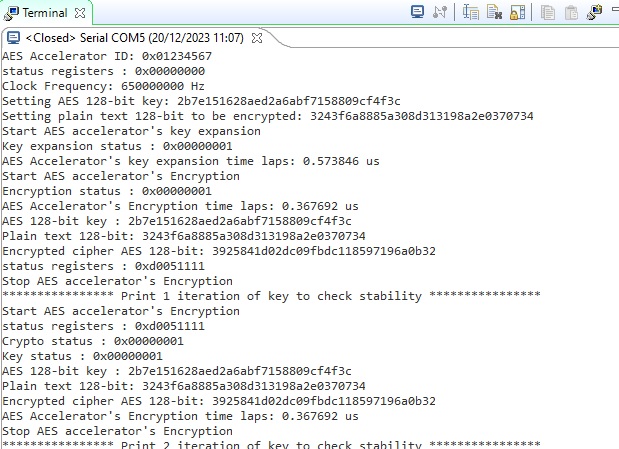 Terminal
<Closed> Serial COM5 (20/12/2023 11:07)
AES Accelerator ID: 0x01234567
status registers : 0x00000000
Clock Frequency: 650000000 Hz
Setting AES 128-bit key: 2b7e151628aed2a6abf7158809cf4f3c
Setting plain text 128-bit to be encrypted: 3243f6a8885a308d313198a2e0370734
Start AES accelerator's key expansion
Key expansion status : 0x00000001
AES Accelerator's key expansion time laps: 0.573846 us
Start AES accelerator's Encryption
Encryption status : 0x00000001
AES Accelerator's Encryption time laps: 0.367692 us
AES 128-bit key : 2b7e151628aed2a6abf7158809cf4f3c
Plain text 128-bit: 3243f6a8885a308d313198a2e0370734
Encrypted cipher AES 128-bit: 3925841d02dc09fbdc118597196a0b32
status registers : 0xd0051111
Stop AES accelerator's Encryption
*************** Print 1 iteration of key to check stability ***************
Start AES accelerator's Encryption
status registers : 0xd0051111
Crypto status : 0x00000001
Key status : 0x00000001
AES 128-bit key : 2b7e151628aed2a6abf7158809cf4f3c
Plain text 128-bit: 3243f6a8885a308d313198a2e0370734
Encrypted cipher AES 128-bit: 3925841d02dc09fbdc118597196a0b32
AES Accelerator's Encryption time laps: 0.367692 us
Stop AES accelerator's Encryption
*************** Print 2 iteration of key to check stability ***************